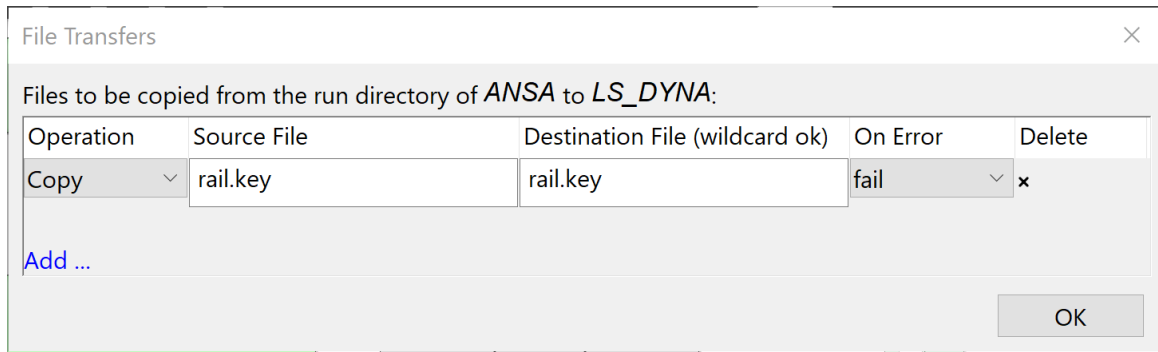 File Transfers
Files to be copied from the run directory of ANSA to LS_DYNA:
Operation Source File Destination File (wildcard ok) On Error Delete
Copy rail.key rail.key fail ×
Add ...
OK